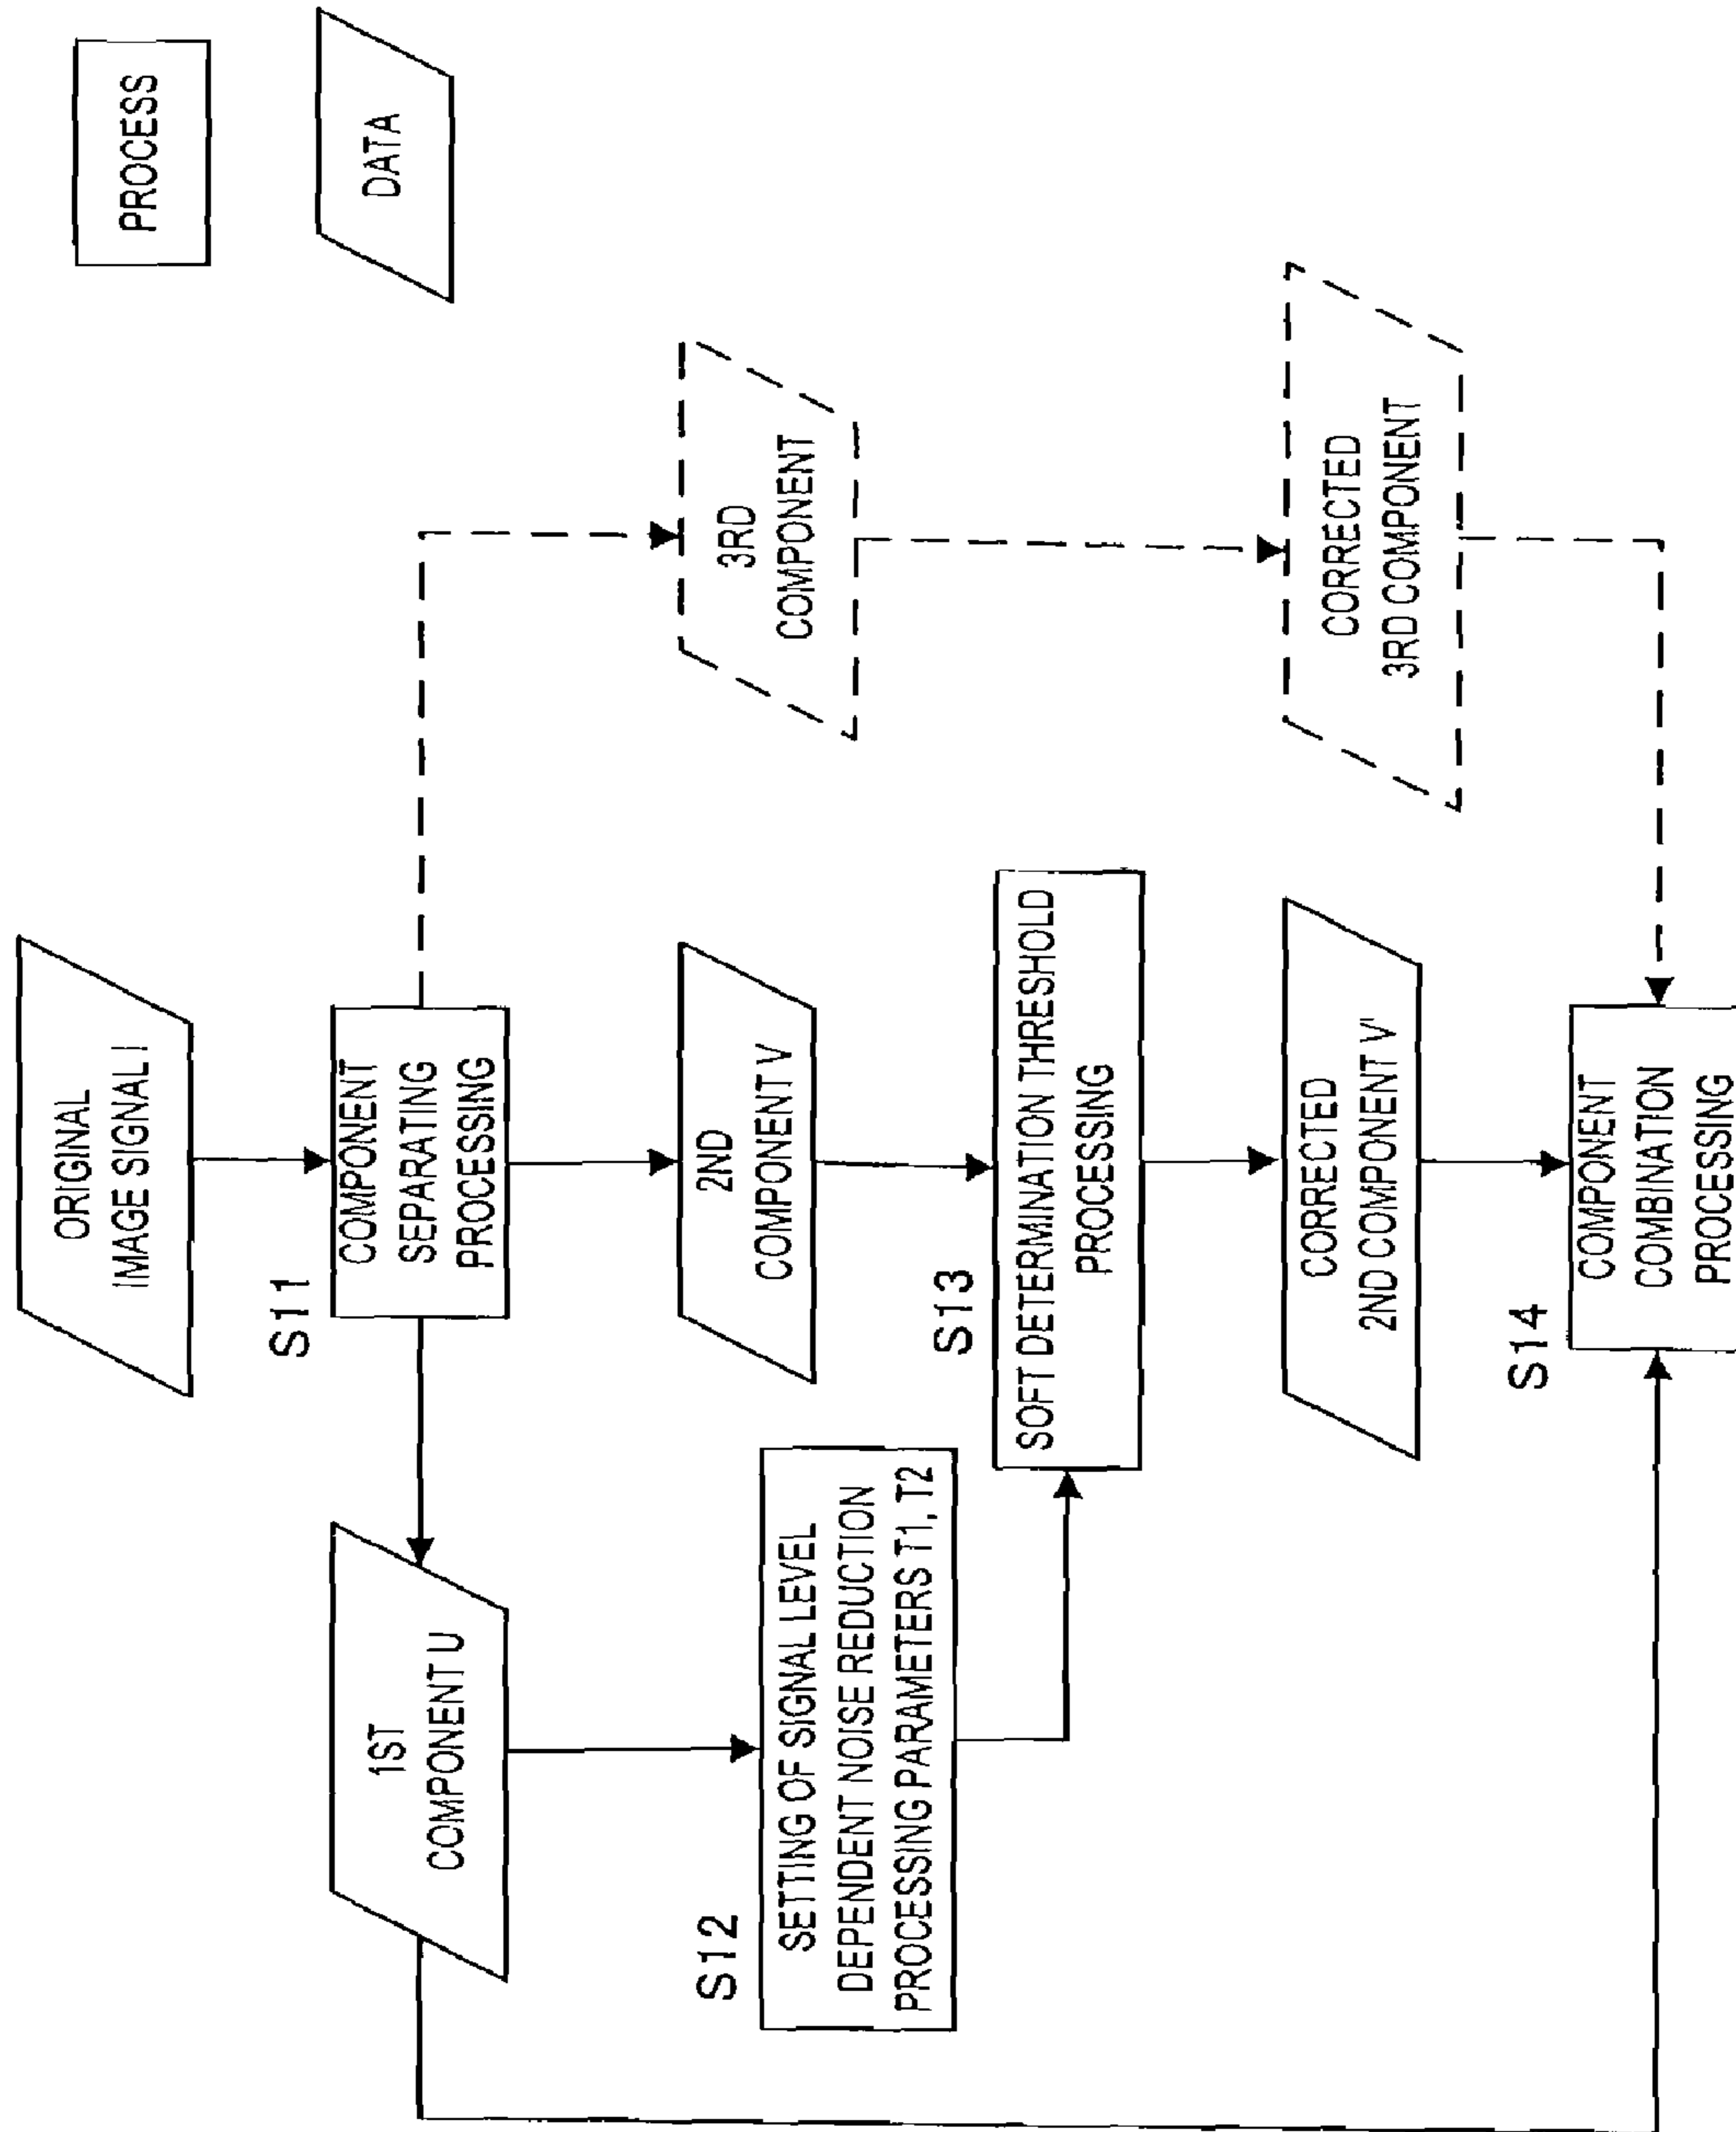 PROCESS
DATA
ORIGINAL
IMAGE SIGNAL I
S11
COMPONENT
SEPARATING
PROCESSING
1ST
COMPONENT U
2ND
COMPONENT V
3RD
COMPONENT
S12
SETTING OF SIGNAL LEVEL
DEPENDENT NOISE REDUCTION
PROCESSING PARAMETERS T1, T2
S13
SOFT DETERMINATION THRESHOLD
PROCESSING
CORRECTED
2ND COMPONENT V'
CORRECTED
3RD COMPONENT
S14
COMPONENT
COMBINATION
PROCESSING